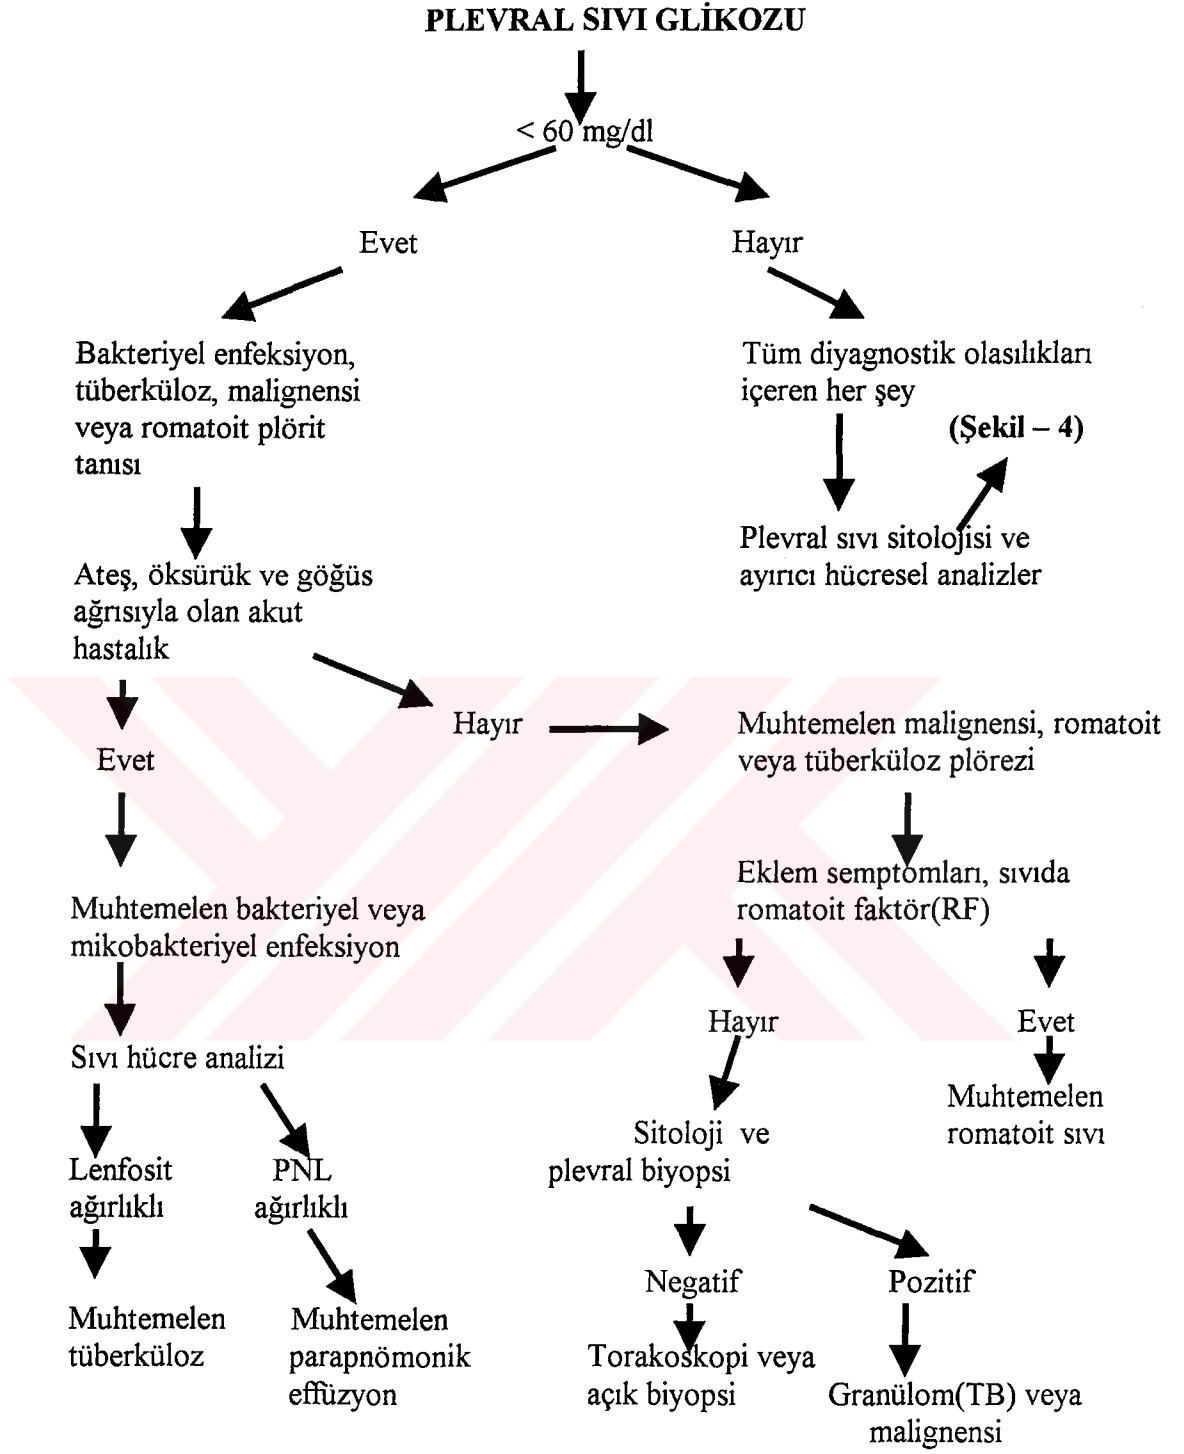 PLEVRAL SIVI GLİKOZU
< 60 mg/dl
Evet
Hayır
Bakteriyel enfeksiyon,
tüberküloz, malignensi
veya romatoit plörit
tanısı
Tüm diyagnostik olasılıkları
içeren her şey
(Şekil – 4)
Plevral sıvı sitolojisi ve
ayırıcı hücresel analizler
Ateş, öksürük ve göğüs
ağrısıyla olan akut
hastalık
Evet
Hayır
Muhtemelen malignensi, romatoit
veya tüberküloz plörezi
Eklem semptomları, sıvıda
romatoit faktör(RF)
Muhtemelen bakteriyel veya
mikobakteriyel enfeksiyon
Hayır
Evet
Sıvı hücre analizi
Muhtemelen
romatoit sıvı
Sitoloji ve
plevral biyopsi
Lenfosit
ağırlıklı
PNL
ağırlıklı
Negatif
Pozitif
Muhtemelen
tüberküloz
Muhtemelen
parapnömonik
effüzyon
Torakoskopi veya
açık biyopsi
Granülom(TB) veya
malignensi